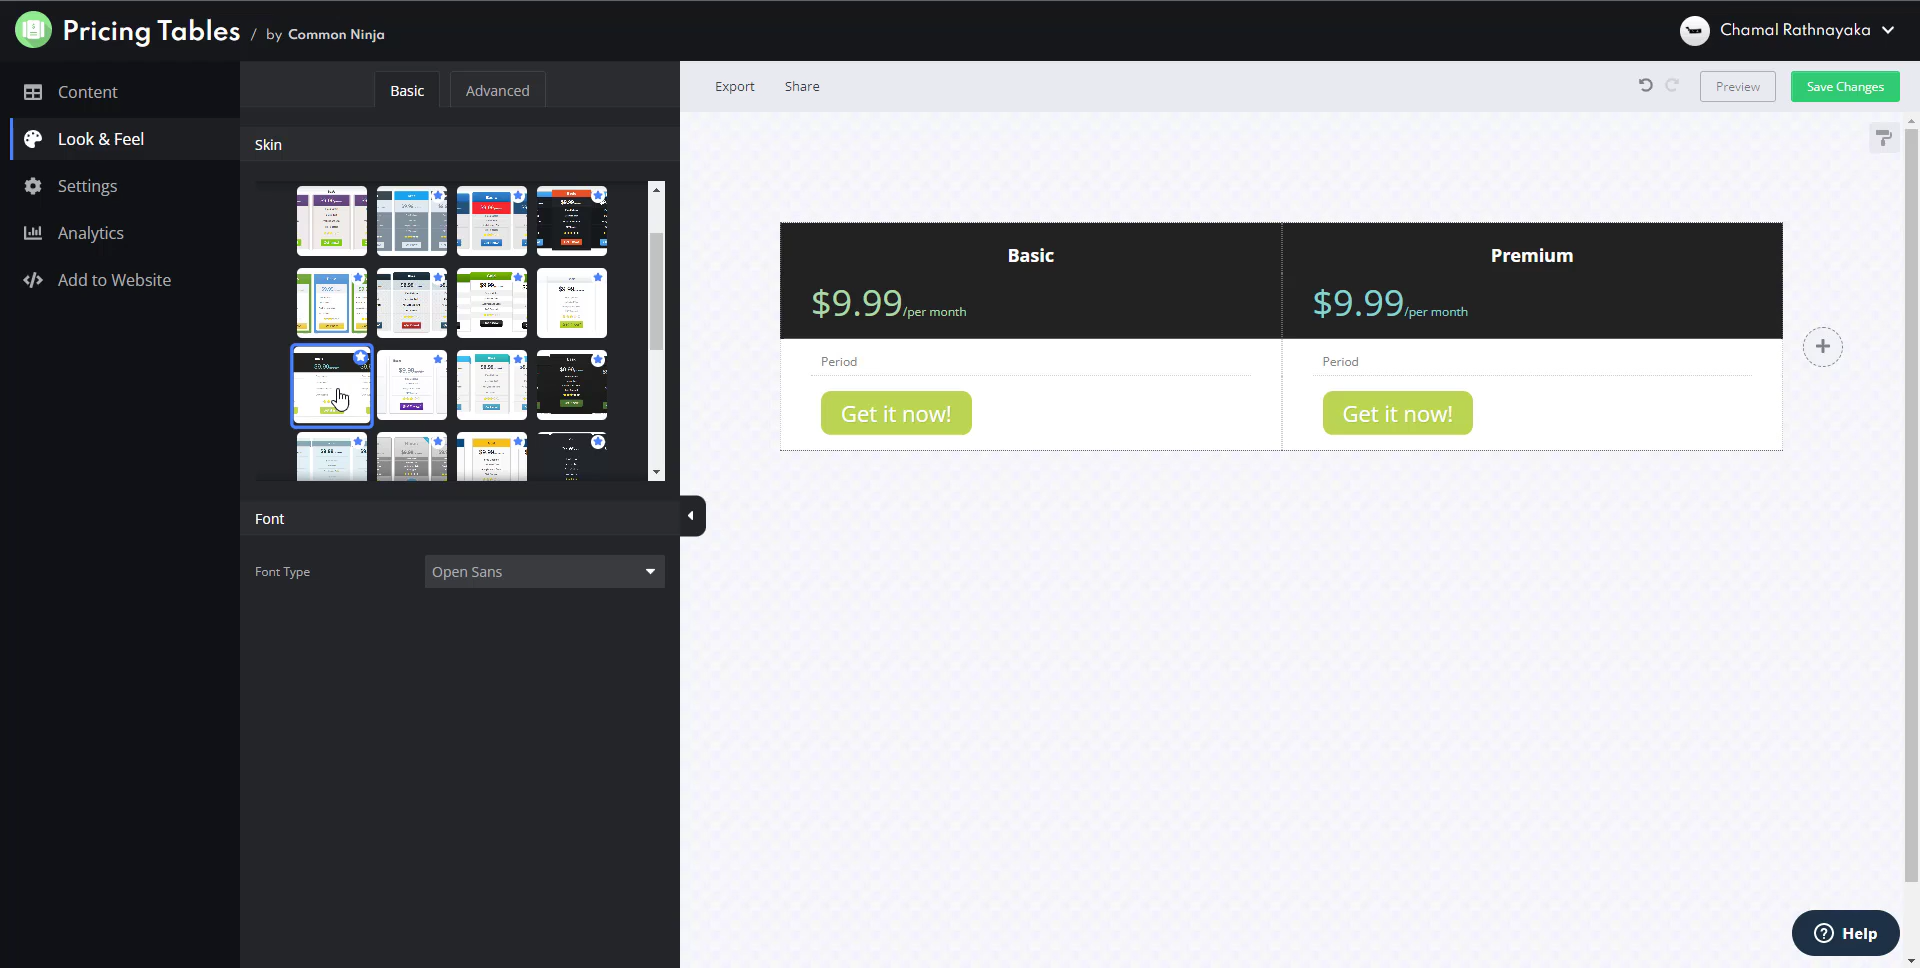 Pricing Tables / by Common Ninja
Chamal Rathnayaka
Content
Look & Feel
Settings
Analytics
Add to Website
Basic
Advanced
Export
Share
Preview
Save Changes
Skin
Font
Font Type
Open Sans
Basic
$9.99/per month
Period
Get it now!
Premium
$9.99/per month
Period
Get it now!
Help